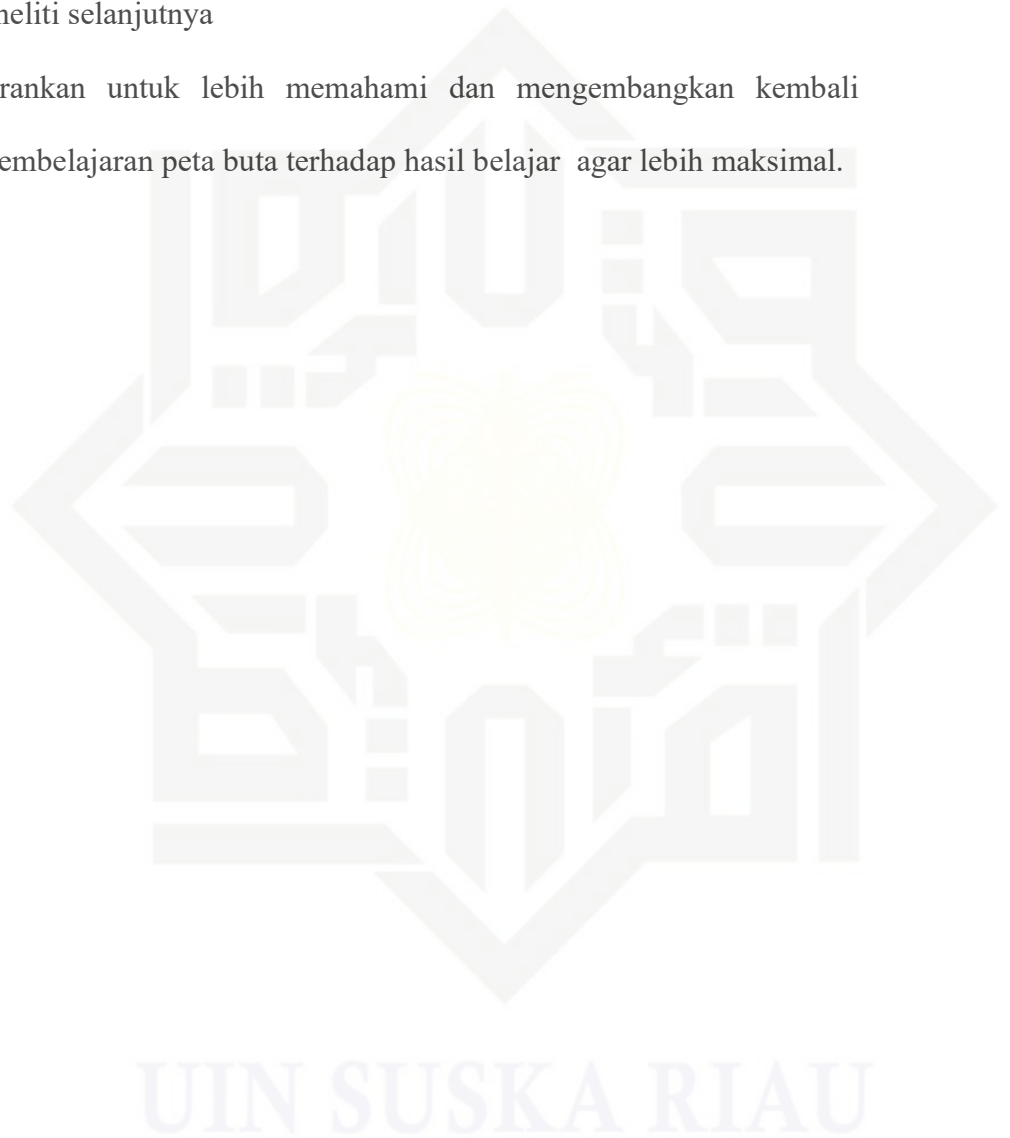 neliti selanjutnya
rankan untuk lebih memahami dan mengembangkan kembali
embelajaran peta buta terhadap hasil belajar agar lebih maksimal.
UIN SUSKA RIAU